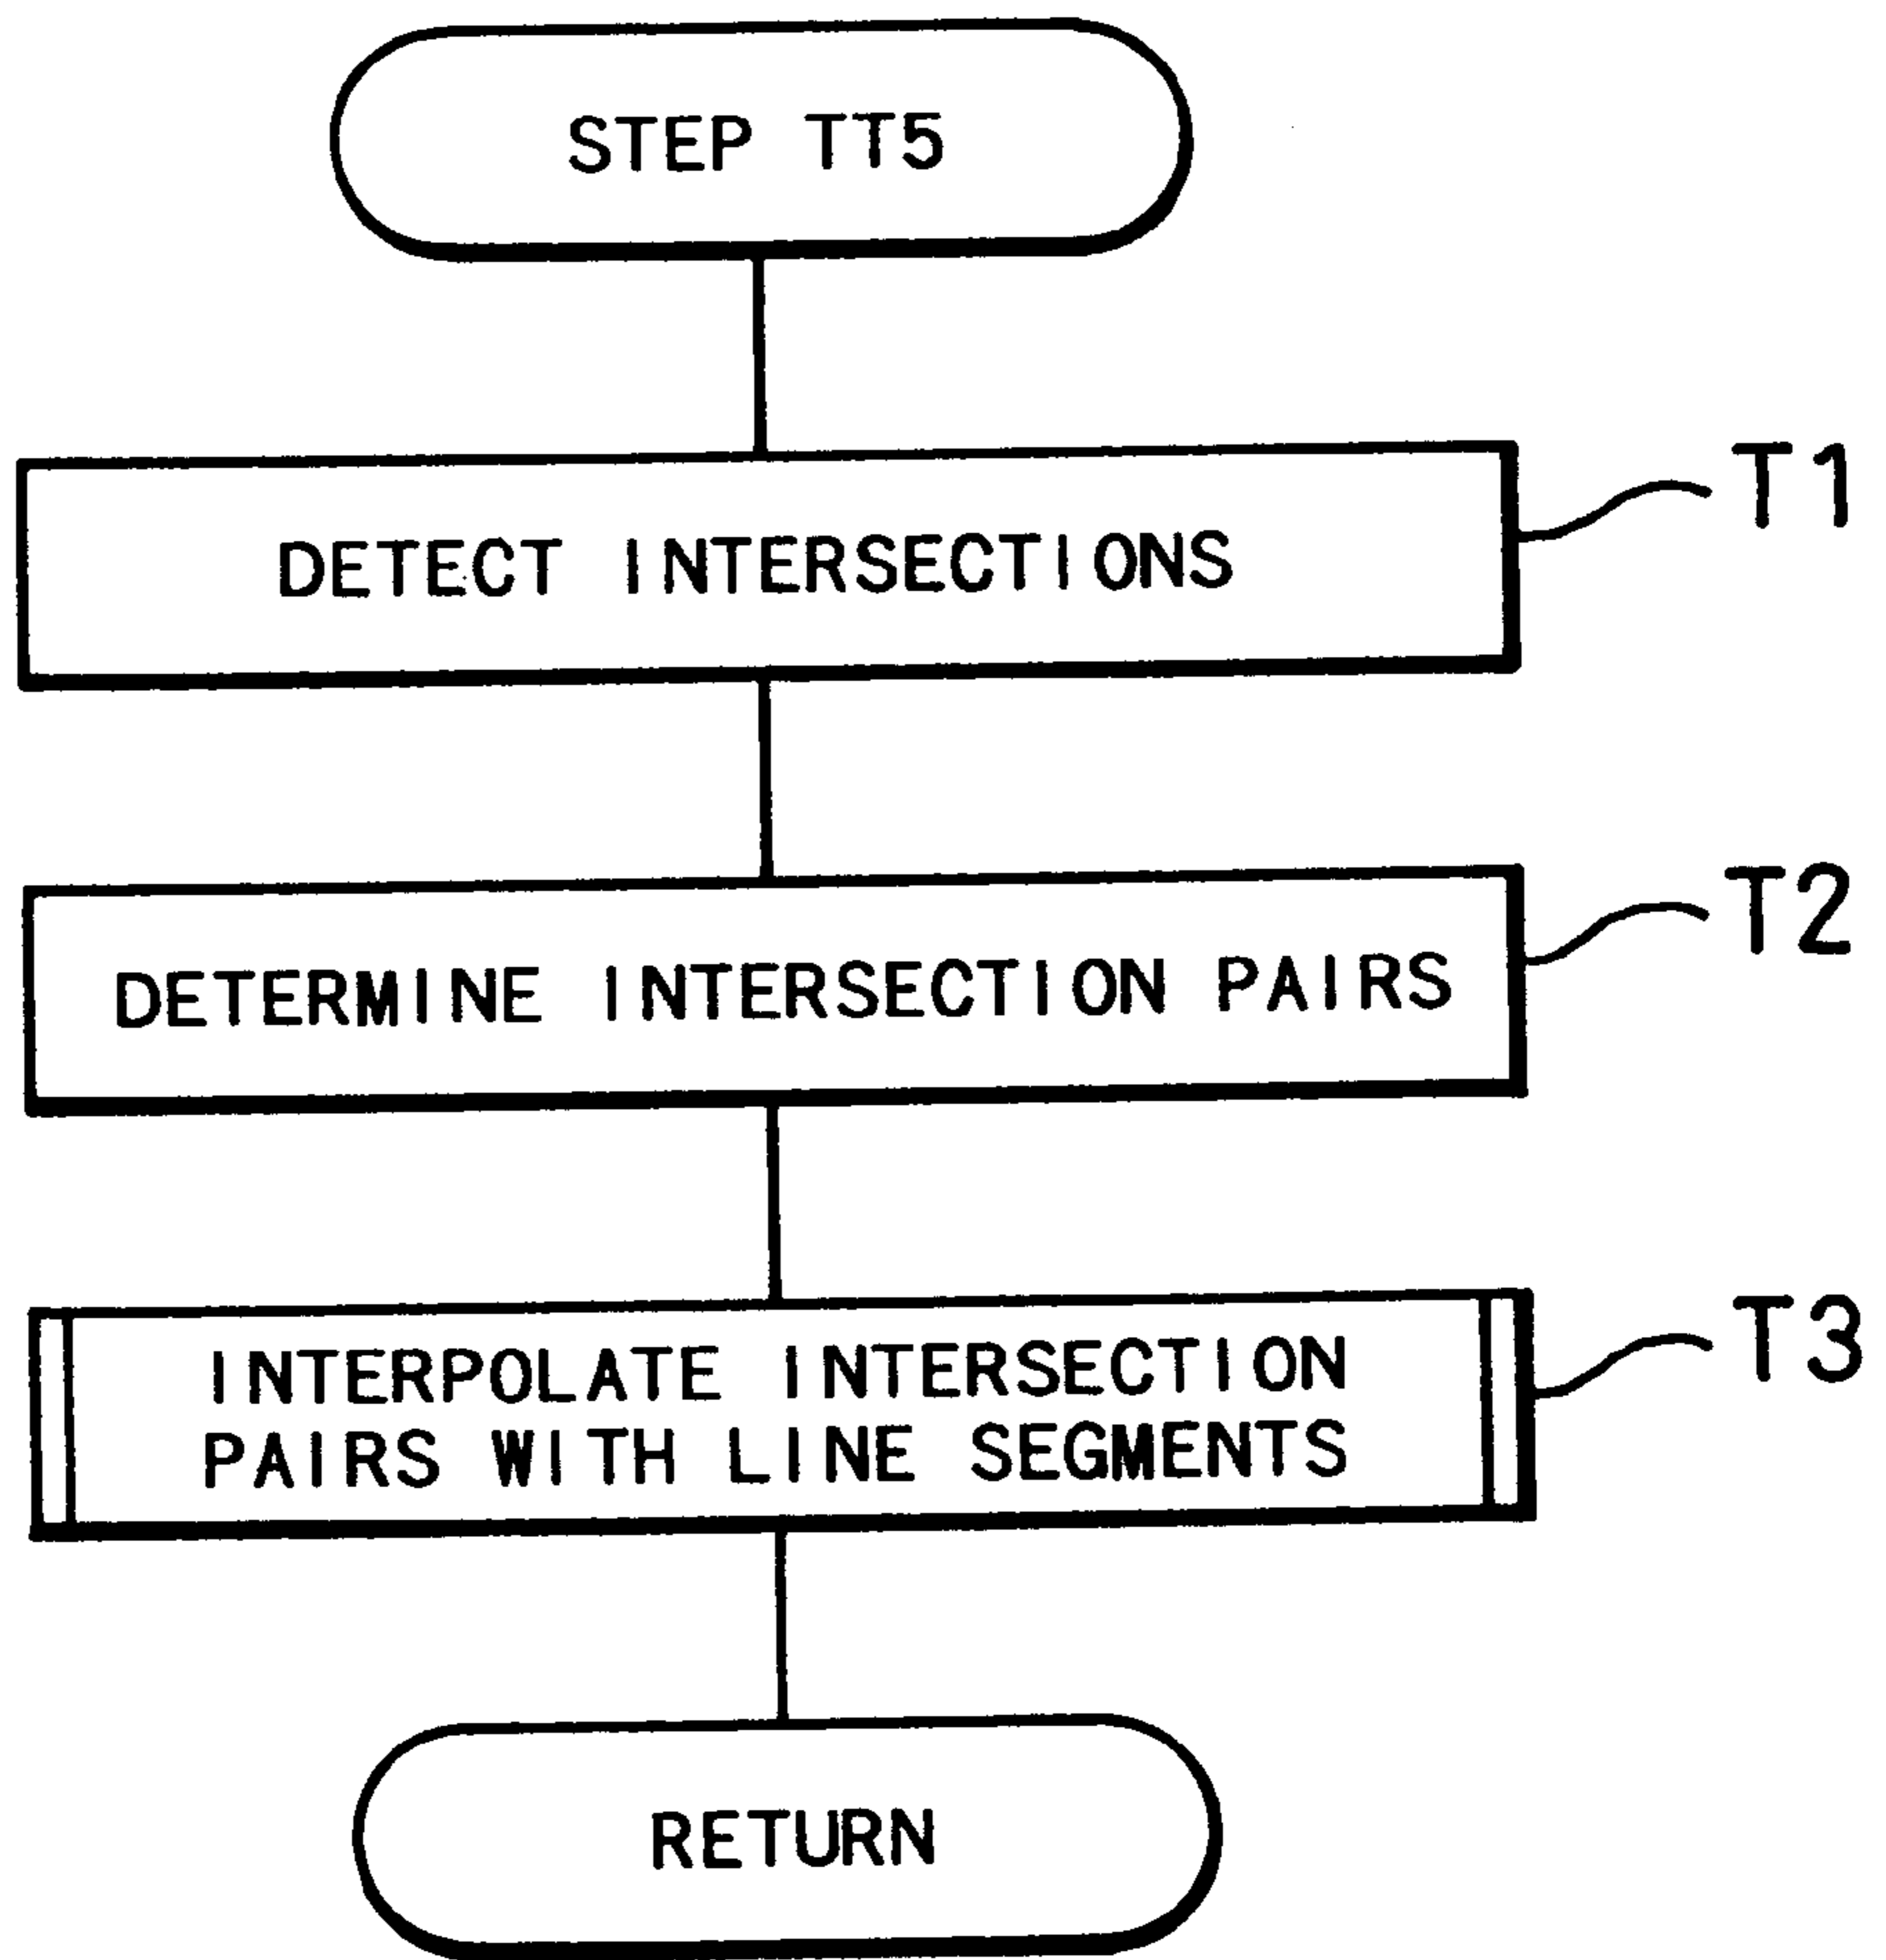 STEP TT5
DETECT INTERSECTIONS
T1
DETERMINE INTERSECTION PAIRS
T2
INTERPOLATE INTERSECTION
PAIRS WITH LINE SEGMENTS
T3
RETURN